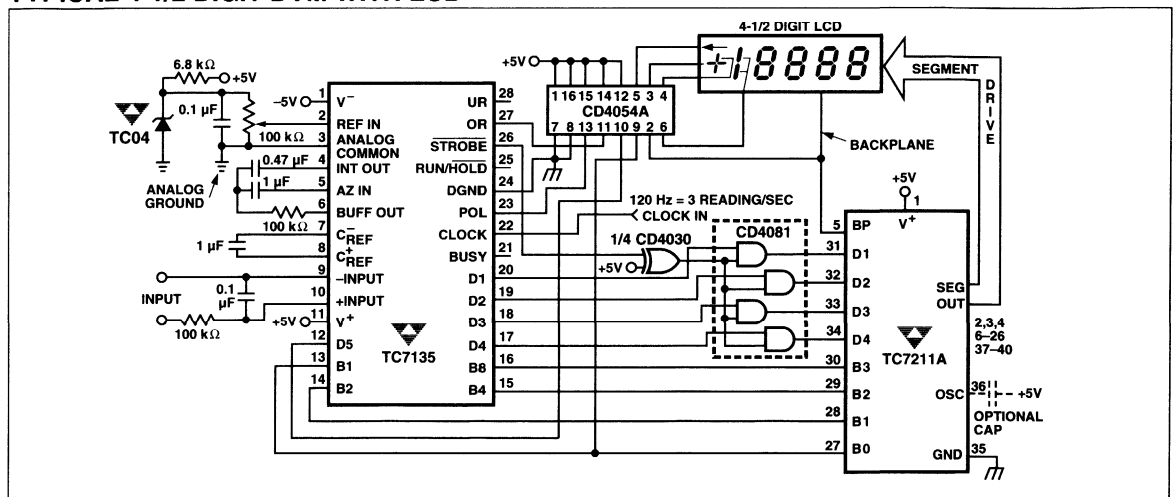 4-1/2 DIGIT LCD
SEGMENT
DRIVE
BACKPLANE
6.8 kΩ
+5V
0.1 µF
100 kΩ
TC04
ANALOG
GROUND
0.47 µF
1 µF
100 kΩ
1 µF
INPUT
0.1
µF
100 kΩ
–5V
+5V
1 V⁻
2 REF IN
3 ANALOG
COMMON
4 INT OUT
5 AZ IN
6 BUFF OUT
7 C⁻REF
8 C⁺REF
9 –INPUT
10 +INPUT
11 V⁺
12 D5
13 B1
14 B2
TC7135
UR 28
OR 27
STROBE 26
RUN/HOLD 25
DGND 24
POL 23
CLOCK 22
BUSY 21
D1 20
D2 19
D3 18
D4 17
B8 16
B4 15
+5V
1 16 15 14 12 5 3 4
CD4054A
7 8 13 11 10 9 2 6
120 Hz = 3 READING/SEC
CLOCK IN
1/4 CD4030
+5V
CD4081
+5V
1
V⁺
5 BP
31 D1
32 D2
33 D3
34 D4
30 B3
29 B2
28 B1
27 B0
TC7211A
SEG
OUT
2,3,4
6–26
37–40
OSC 36
+5V
OPTIONAL
CAP
GND 35